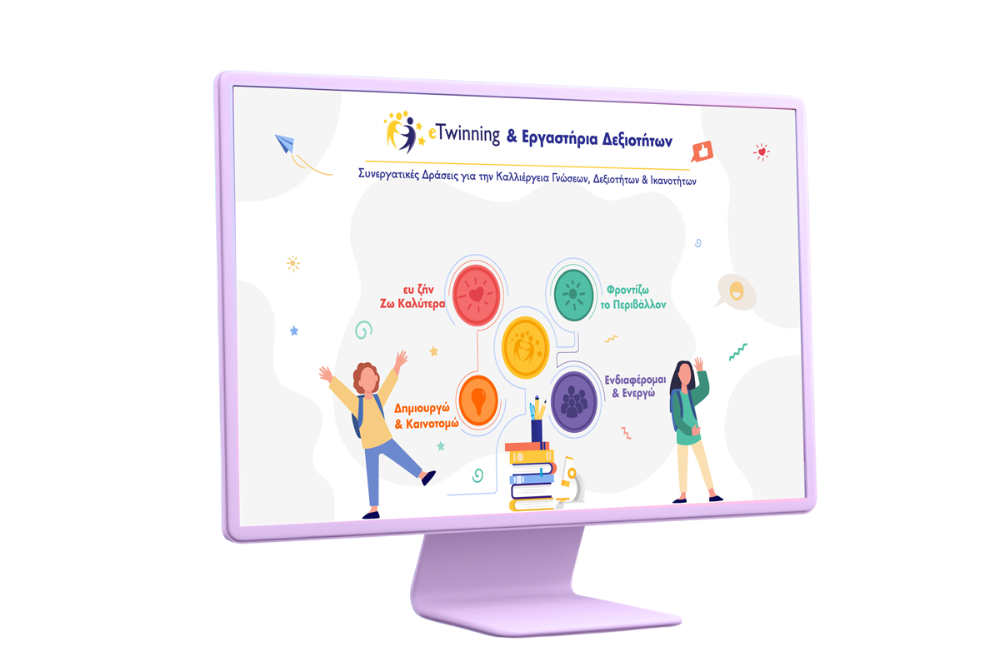 eTwinning & Εργαστήρια Δεξιοτήτων
Συνεργατικές Δράσεις για την Καλλιέργεια Γνώσεων, Δεξιοτήτων & Ικανοτήτων
ευ ζήν
Ζω Καλύτερα
Φροντίζω
το Περιβάλλον
Δημιουργώ
& Καινοτομώ
Ενδιαφέρομαι
& Ενεργώ